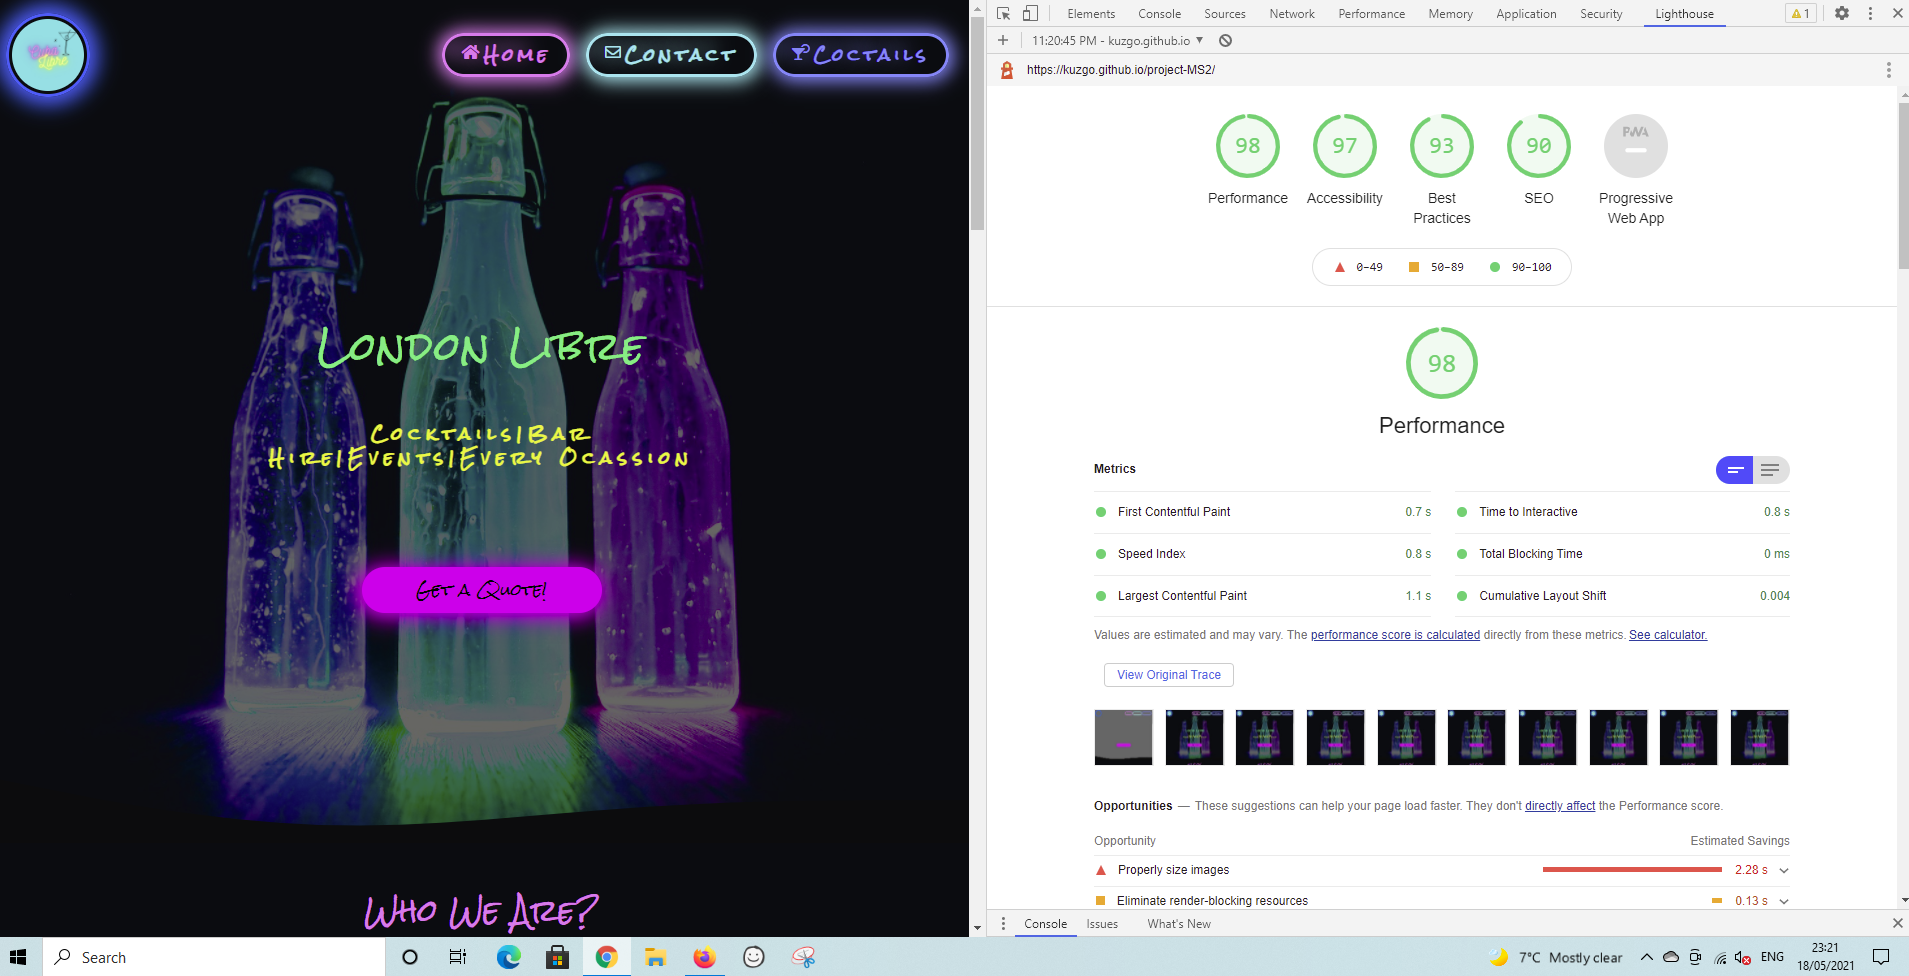 Libre
Home
Contact
Coctails
London Libre
Cocktails|Bar
Hire|Events|Every Ocassion
Get a Quote!
Who We Are?
Elements Console Sources Network Performance Memory Application Security Lighthouse 1
11:20:45 PM - kuzgo.github.io
https://kuzgo.github.io/project-MS2/
98 97 93 90 PWA
Performance Accessibility Best Practices SEO Progressive Web App
0–49 50–89 90–100
98
Performance
Metrics
First Contentful Paint 0.7 s Time to Interactive 0.8 s
Speed Index 0.8 s Total Blocking Time 0 ms
Largest Contentful Paint 1.1 s Cumulative Layout Shift 0.004
Values are estimated and may vary. The performance score is calculated directly from these metrics. See calculator.
View Original Trace
Opportunities — These suggestions can help your page load faster. They don't directly affect the Performance score.
Opportunity Estimated Savings
Properly size images 2.28 s
Eliminate render-blocking resources 0.13 s
Console Issues What's New
Search
7°C Mostly clear ENG 23:21
18/05/2021